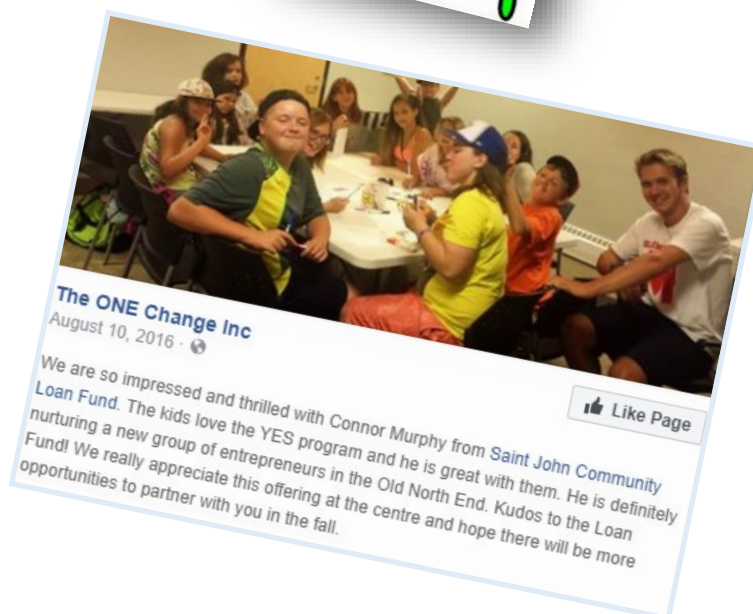 The ONE Change Inc
August 10, 2016 ·
Like Page
We are so impressed and thrilled with Connor Murphy from Saint John Community
Loan Fund. The kids love the YES program and he is great with them. He is definitely
nurturing a new group of entrepreneurs in the Old North End. Kudos to the Loan
Fund! We really appreciate this offering at the centre and hope there will be more
opportunities to partner with you in the fall.